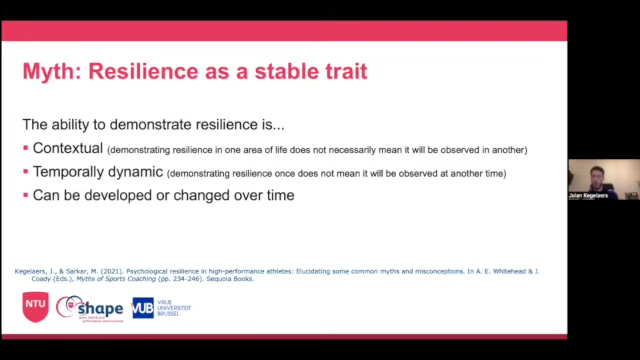 Myth: Resilience as a stable trait
The ability to demonstrate resilience is...
Contextual (demonstrating resilience in one area of life does not necessarily mean it will be observed in another)
Temporally dynamic (demonstrating resilience once does not mean it will be observed at another time)
Can be developed or changed over time
Kegelaers, J., & Sarkar, M. (2021). Psychological resilience in high-performance athletes: Elucidating some common myths and misconceptions. In A. E. Whitehead & J.
Coady (Eds.), Myths of Sports Coaching (pp. 234-246). Sequoia Books.
NTU
shape
VUB
VRIJE
UNIVERSITEIT
BRUSSEL
Jolan Kegelaers